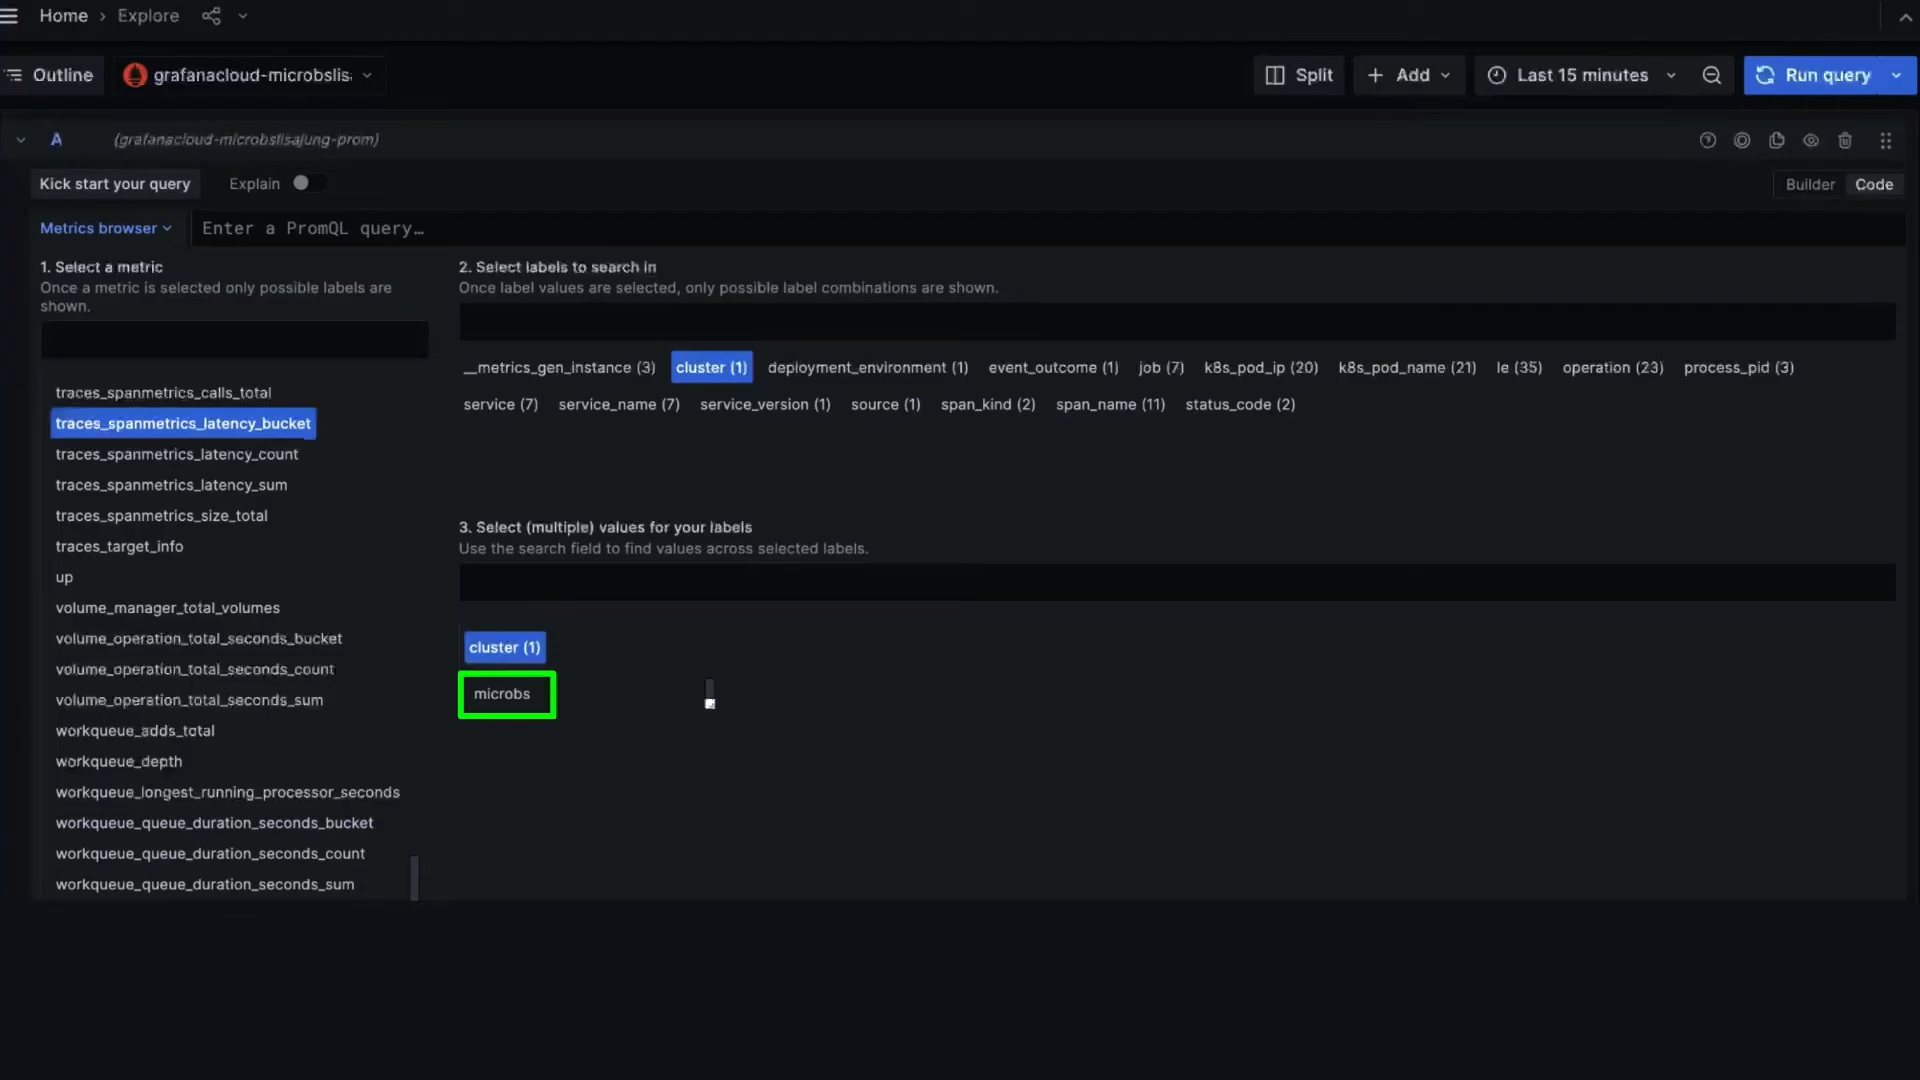 Home › Explore
Outline
grafanacloud-microbslis
Split
Add
Last 15 minutes
Run query
A
(grafanacloud-microbslisajung-prom)
Kick start your query
Explain
Builder
Code
Metrics browser
Enter a PromQL query…
1. Select a metric
Once a metric is selected only possible labels are
shown.
traces_spanmetrics_calls_total
traces_spanmetrics_latency_bucket
traces_spanmetrics_latency_count
traces_spanmetrics_latency_sum
traces_spanmetrics_size_total
traces_target_info
up
volume_manager_total_volumes
volume_operation_total_seconds_bucket
volume_operation_total_seconds_count
volume_operation_total_seconds_sum
workqueue_adds_total
workqueue_depth
workqueue_longest_running_processor_seconds
workqueue_queue_duration_seconds_bucket
workqueue_queue_duration_seconds_count
workqueue_queue_duration_seconds_sum
2. Select labels to search in
Once label values are selected, only possible label combinations are shown.
__metrics_gen_instance (3) cluster (1) deployment_environment (1) event_outcome (1) job (7) k8s_pod_ip (20) k8s_pod_name (21) le (35) operation (23) process_pid (3)
service (7) service_name (7) service_version (1) source (1) span_kind (2) span_name (11) status_code (2)
3. Select (multiple) values for your labels
Use the search field to find values across selected labels.
cluster (1)
microbs